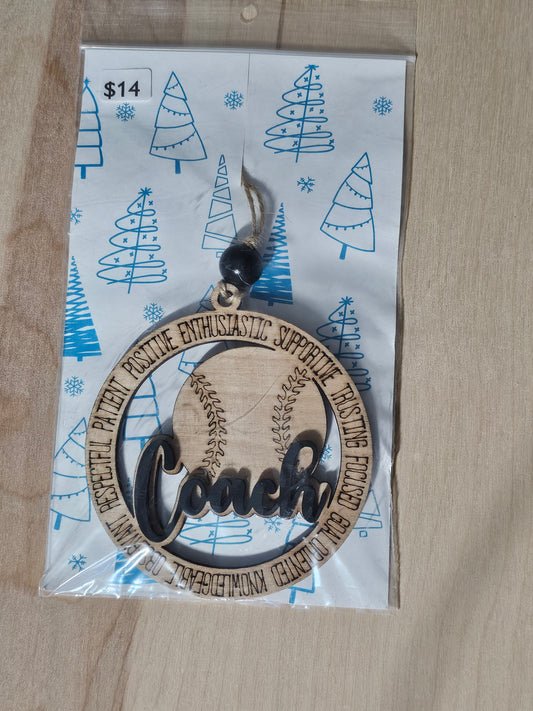 $14
RESPECTFUL PATIENT POSITIVE ENTHUSIASTIC SUPPORTIVE TRUSTING FOCUSED GOAL ORIENTED KNOWLEDGEABLE
Coach